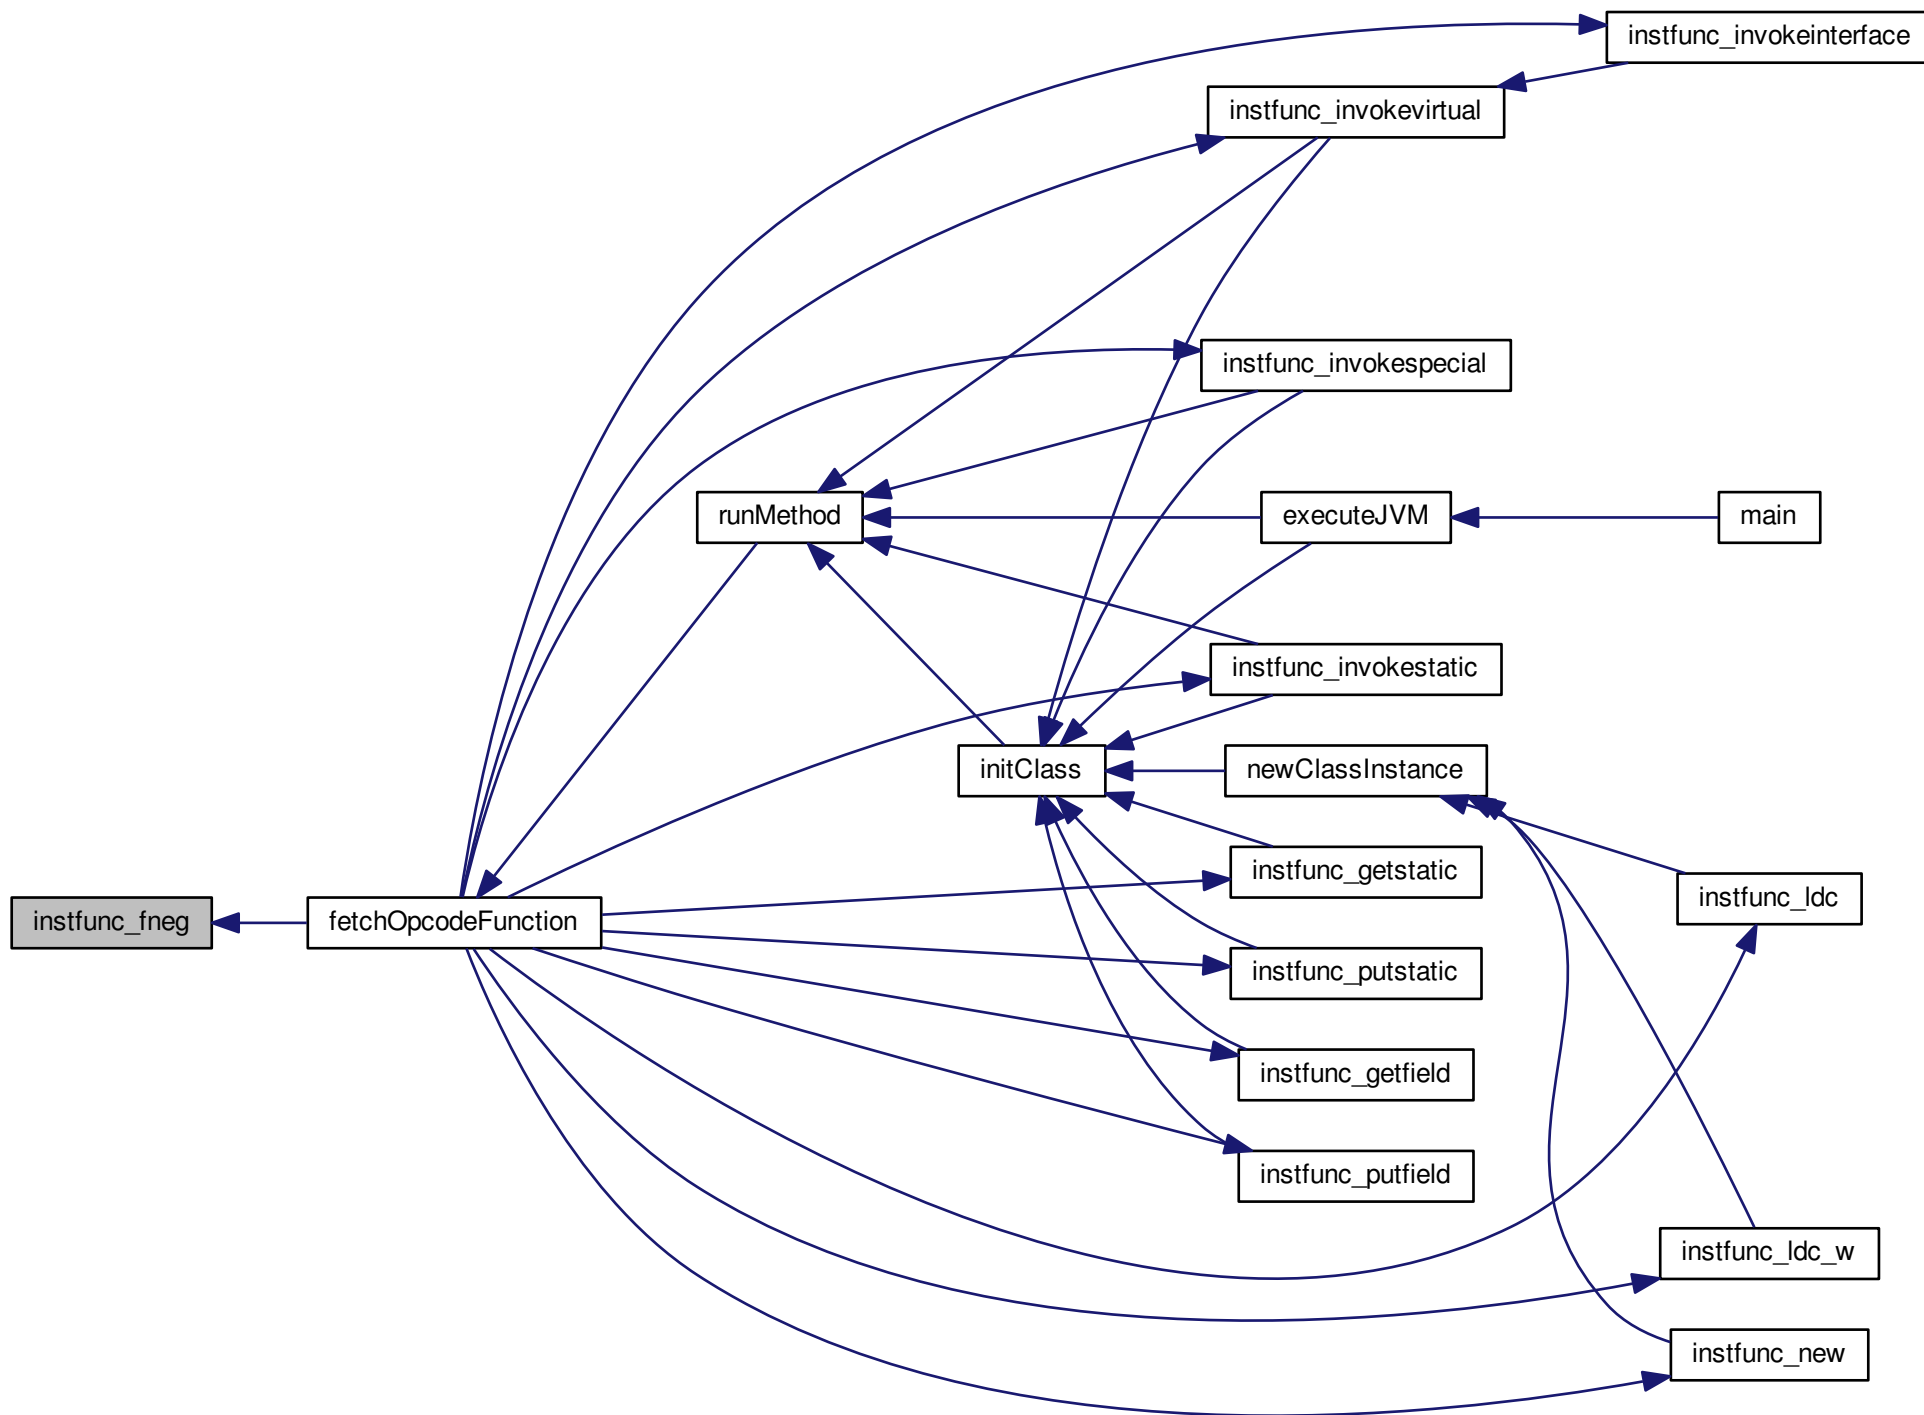 instfunc_invokeinterface
instfunc_invokevirtual
instfunc_invokespecial
runMethod
executeJVM
main
instfunc_invokestatic
initClass
newClassInstance
instfunc_getstatic
instfunc_ldc
instfunc_fneg
fetchOpcodeFunction
instfunc_putstatic
instfunc_getfield
instfunc_putfield
instfunc_ldc_w
instfunc_new